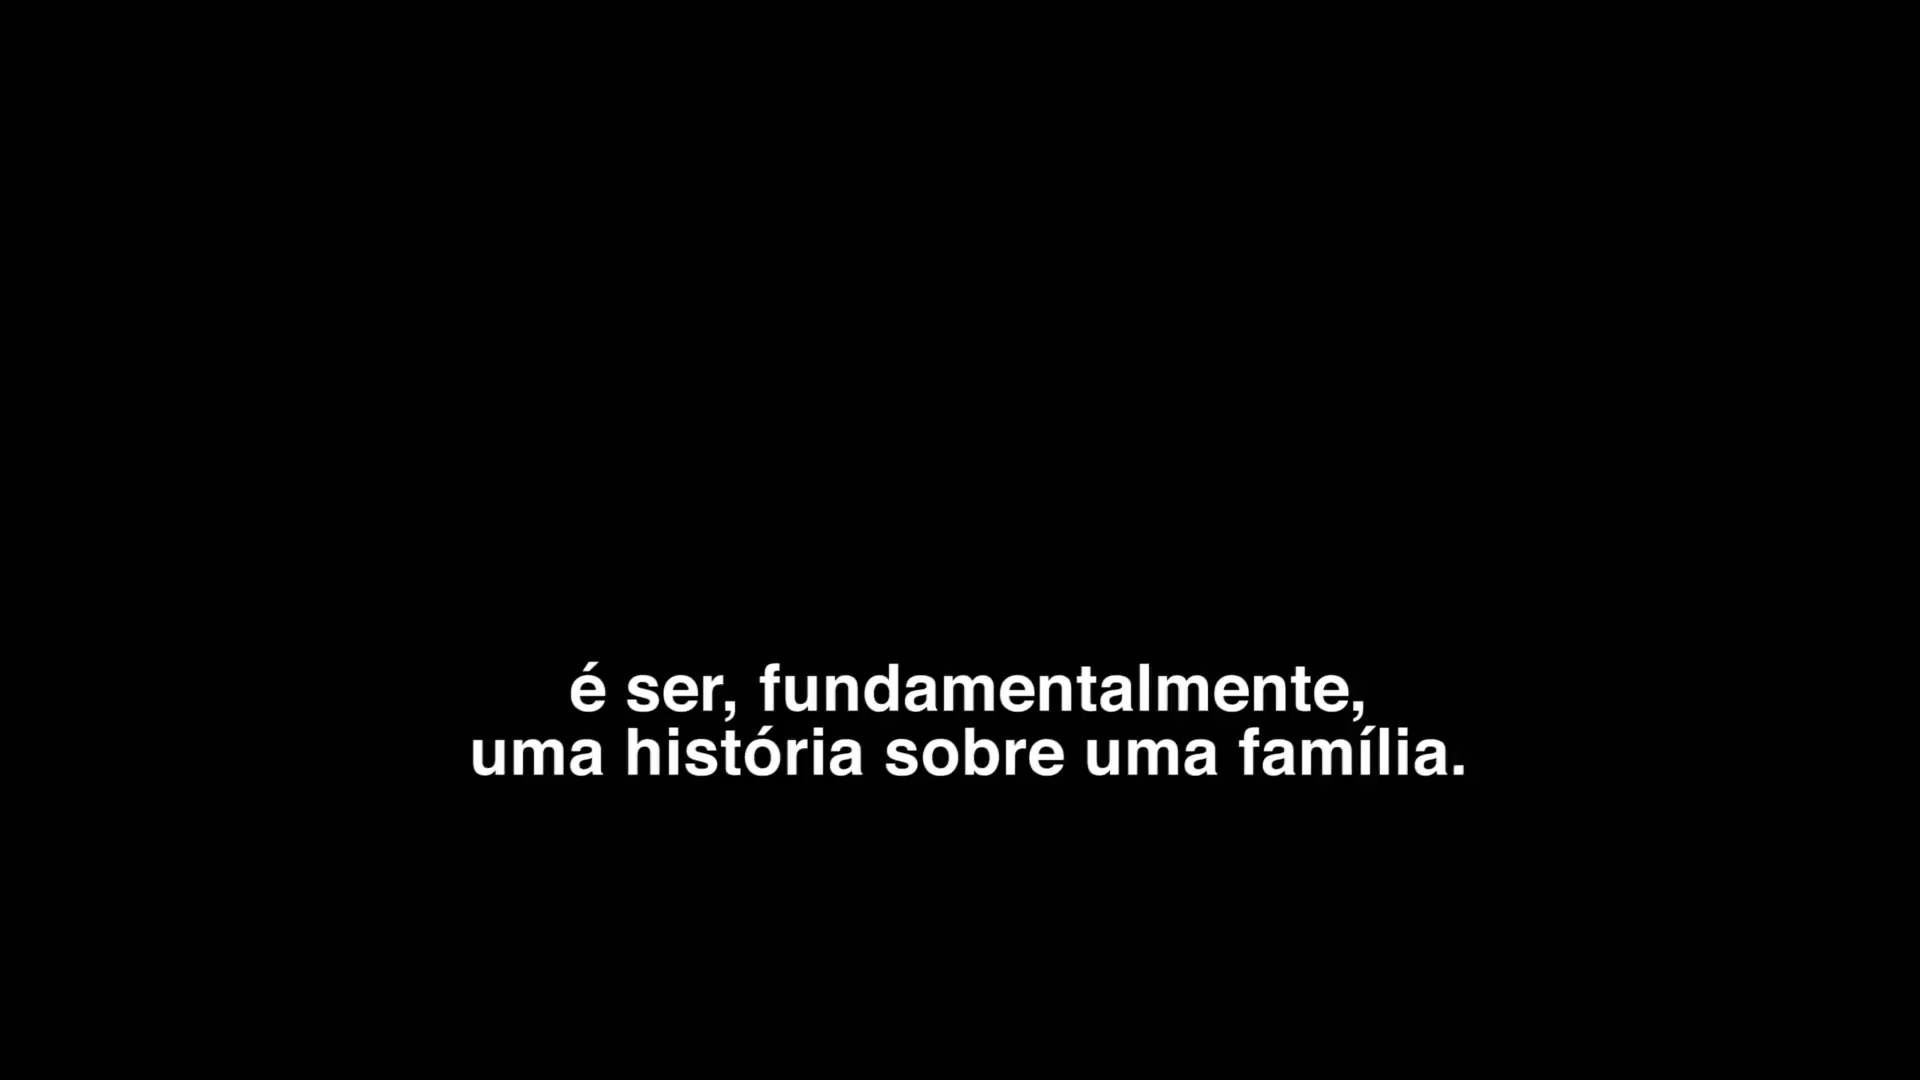 é ser, fundamentalmente,
uma história sobre uma família.